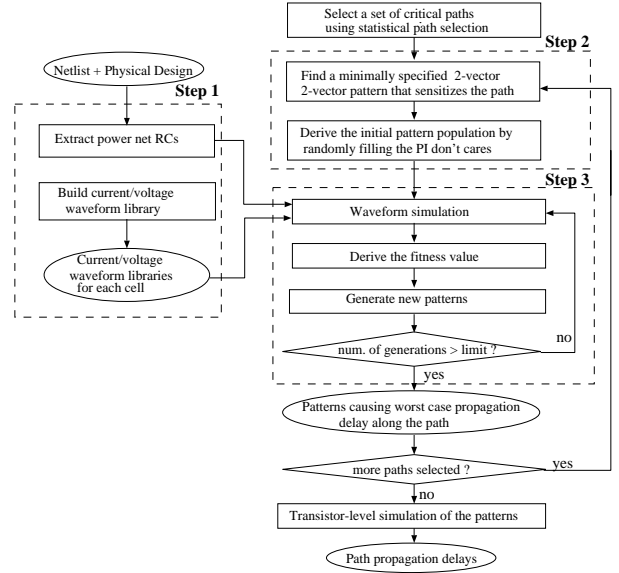 Select a set of critical paths
using statistical path selection
Step 2
Netlist + Physical Design
Step 1
Find a minimally specified 2-vector
2-vector pattern that sensitizes the path
Extract power net RCs
Derive the initial pattern population by
randomly filling the PI don't cares
Step 3
Build current/voltage
waveform library
Waveform simulation
Current/voltage
waveform libraries
for each cell
Derive the fitness value
Generate new patterns
num. of generations > limit ?
no
yes
Patterns causing worst case propagation
delay along the path
more paths selected ?
yes
no
Transistor-level simulation of the patterns
Path propagation delays